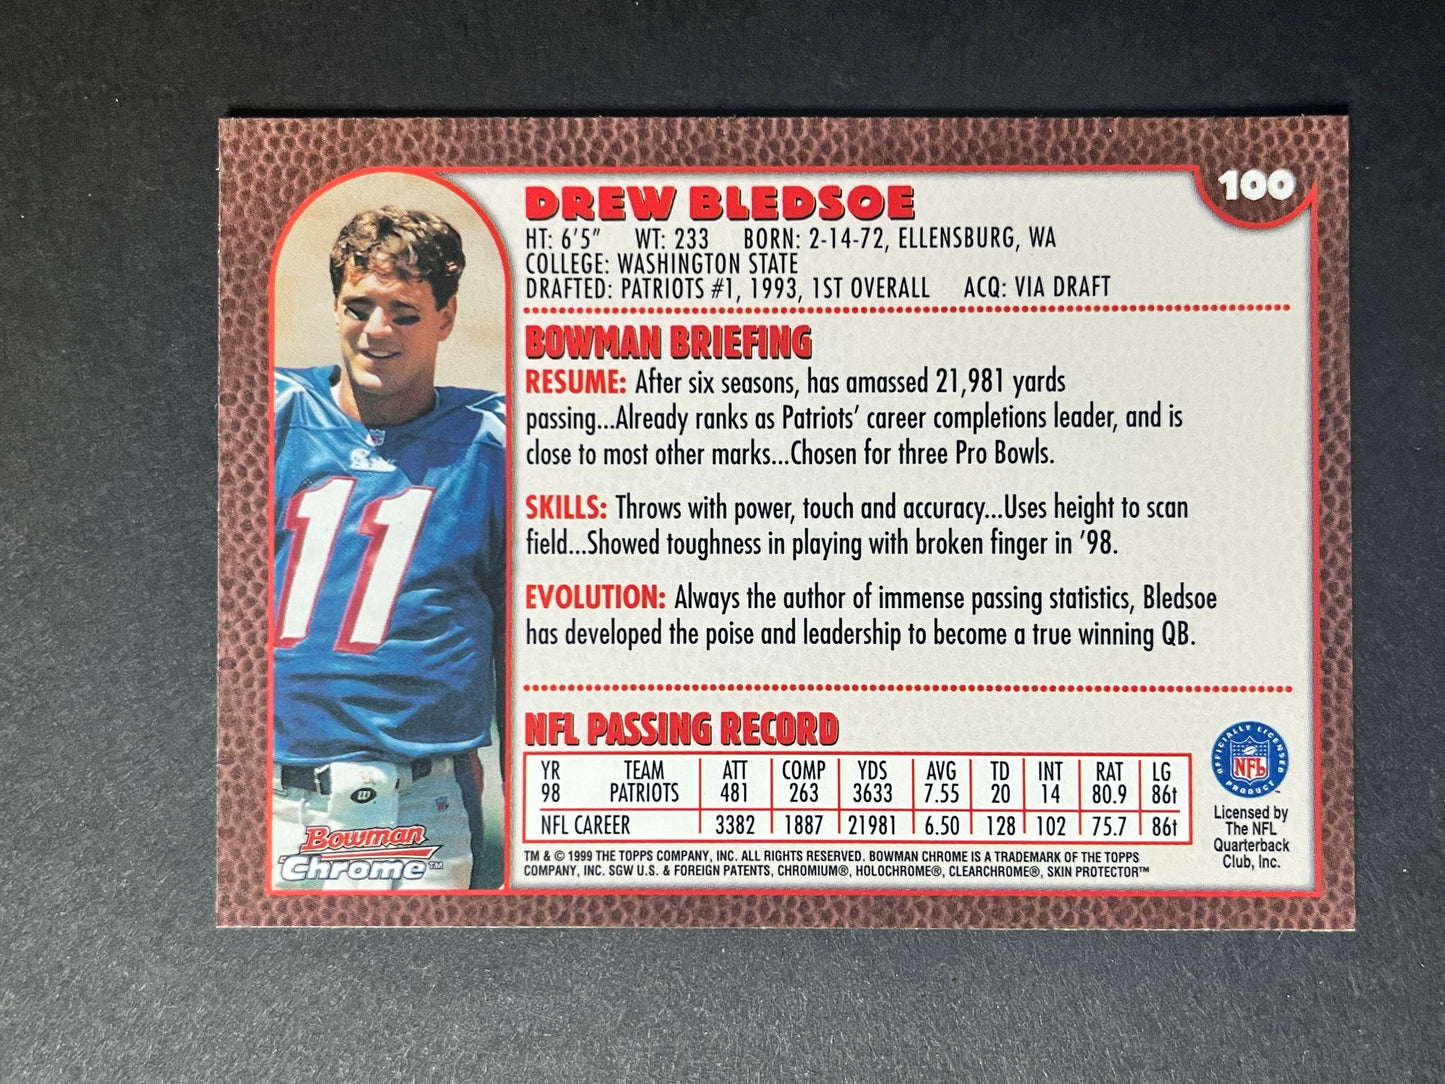 100
DREW BLEDSOE
HT: 6'5" WT: 233 BORN: 2-14-72, ELLENSBURG, WA
COLLEGE: WASHINGTON STATE
DRAFTED: PATRIOTS #1, 1993, 1ST OVERALL ACQ: VIA DRAFT
BOWMAN BRIEFING
RESUME: After six seasons, has amassed 21,981 yards
passing...Already ranks as Patriots' career completions leader, and is
close to most other marks...Chosen for three Pro Bowls.
SKILLS: Throws with power, touch and accuracy...Uses height to scan
field...Showed toughness in playing with broken finger in '98.
EVOLUTION: Always the author of immense passing statistics, Bledsoe
has developed the poise and leadership to become a true winning QB.
NFL PASSING RECORD
YR TEAM ATT COMP YDS AVG TD INT RAT LG
98 PATRIOTS 481 263 3633 7.55 20 14 80.9 86t
NFL CAREER 3382 1887 21981 6.50 128 102 75.7 86t
TM & © 1999 THE TOPPS COMPANY, INC. ALL RIGHTS RESERVED. BOWMAN CHROME IS A TRADEMARK OF THE TOPPS
COMPANY, INC. SGW U.S. & FOREIGN PATENTS, CHROMIUM®, HOLOCHROME®, CLEARCHROME®, SKIN PROTECTOR™
OFFICIALLY LICENSED PRODUCT
NFL
Licensed by
The NFL
Quarterback
Club, Inc.
11
Bowman
Chrome™